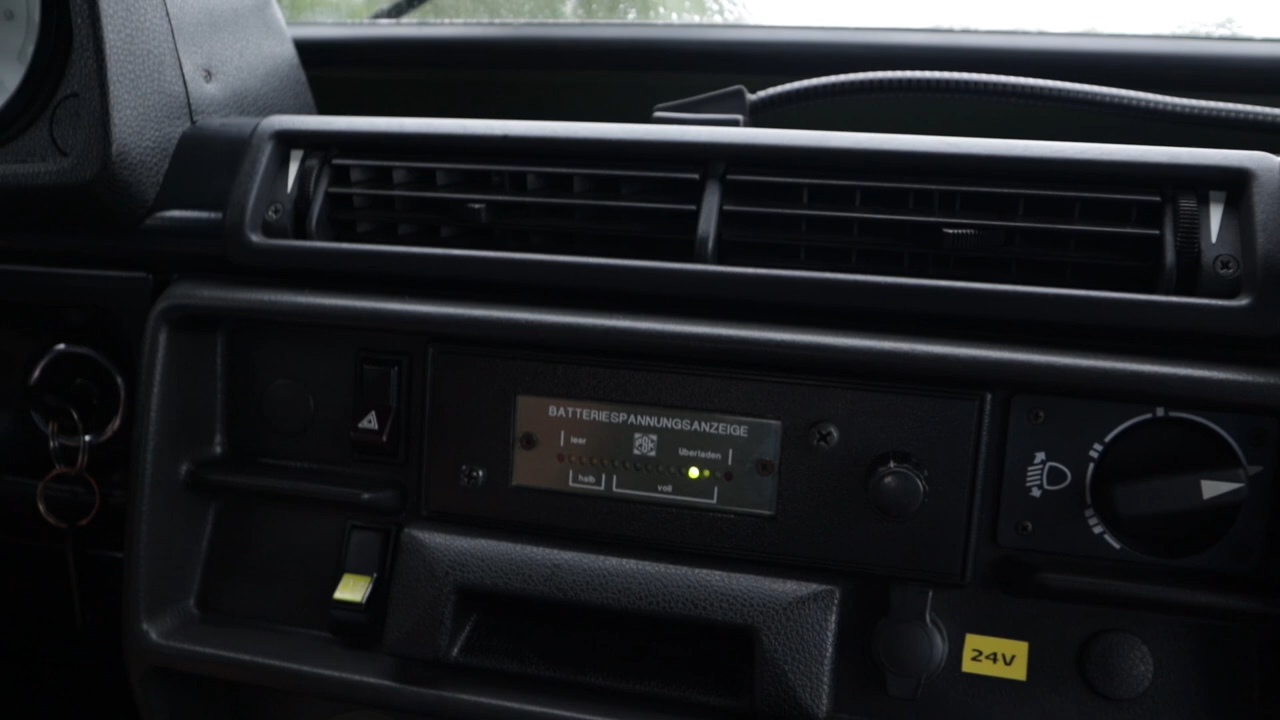 BATTERIESPANNUNGSANZEIGE
leer
Überladen
halb
voll
24V